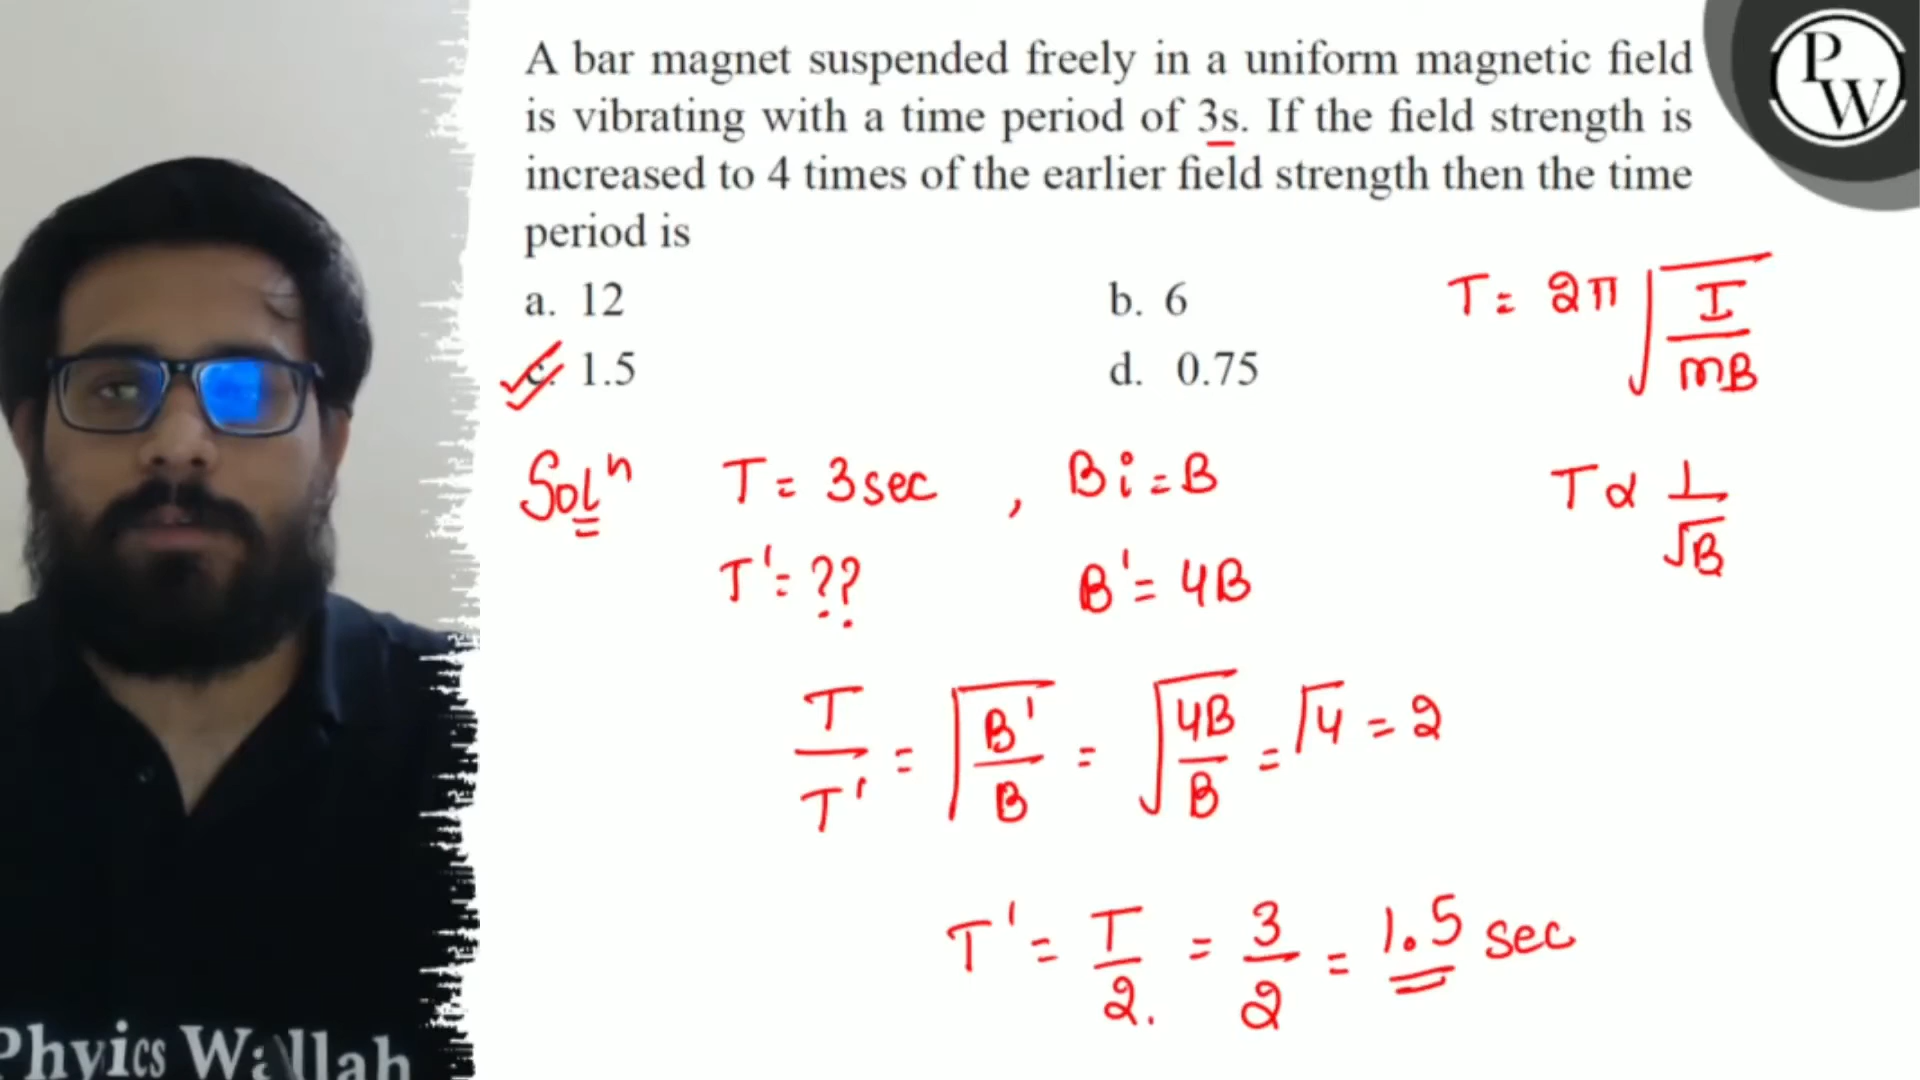 A bar magnet suspended freely in a uniform magnetic field
is vibrating with a time period of 3s. If the field strength is
increased to 4 times of the earlier field strength then the time
period is
a. 12
b. 6
c. 1.5
d. 0.75
T = 2π √(I/mB)
Solⁿ T = 3sec , Bi = B
T ∝ 1/√B
T' = ?? B' = 4B
T/T' = √(B'/B) = √(4B/B) = √4 = 2
T' = T/2. = 3/2 = 1.5 sec
PW
Phyics Wallah